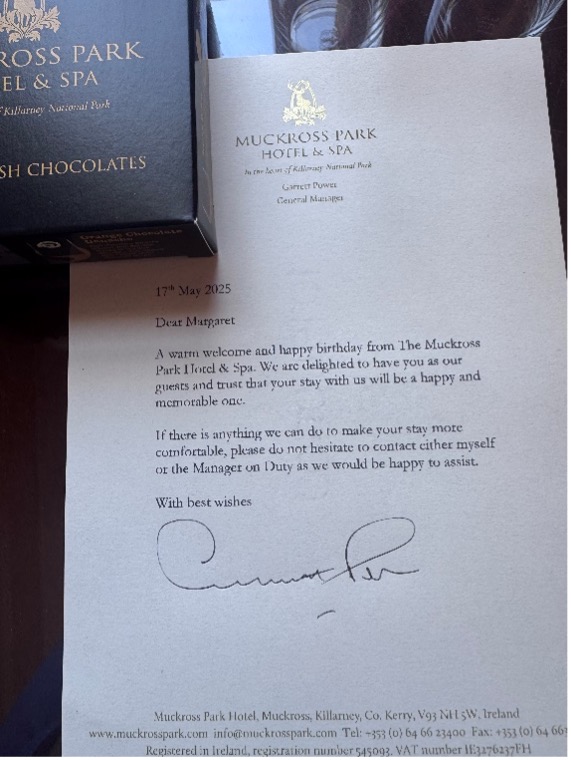 ROSS PARK
EL & SPA
Killarney National Park
SH CHOCOLATES
Orange Chocolate
MUCKROSS PARK
HOTEL & SPA
In the heart of Killarney National Park
Garrett Power
General Manager
17th May 2025
Dear Margaret
A warm welcome and happy birthday from The Muckross
Park Hotel & Spa. We are delighted to have you as our
guests and trust that your stay with us will be a happy and
memorable one.
If there is anything we can do to make your stay more
comfortable, please do not hesitate to contact either myself
or the Manager on Duty as we would be happy to assist.
With best wishes
Muckross Park Hotel, Muckross, Killarney, Co. Kerry, V93 NH5W, Ireland
www.muckrosspark.com info@muckrosspark.com Tel: +353 (0) 64 66 23400 Fax: +353 (0) 64 663
Registered in Ireland, registration number 545093. VAT number IE3176237FH